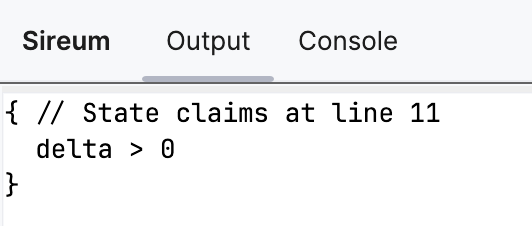 Sireum Output Console
{ // State claims at line 11
  delta > 0
}